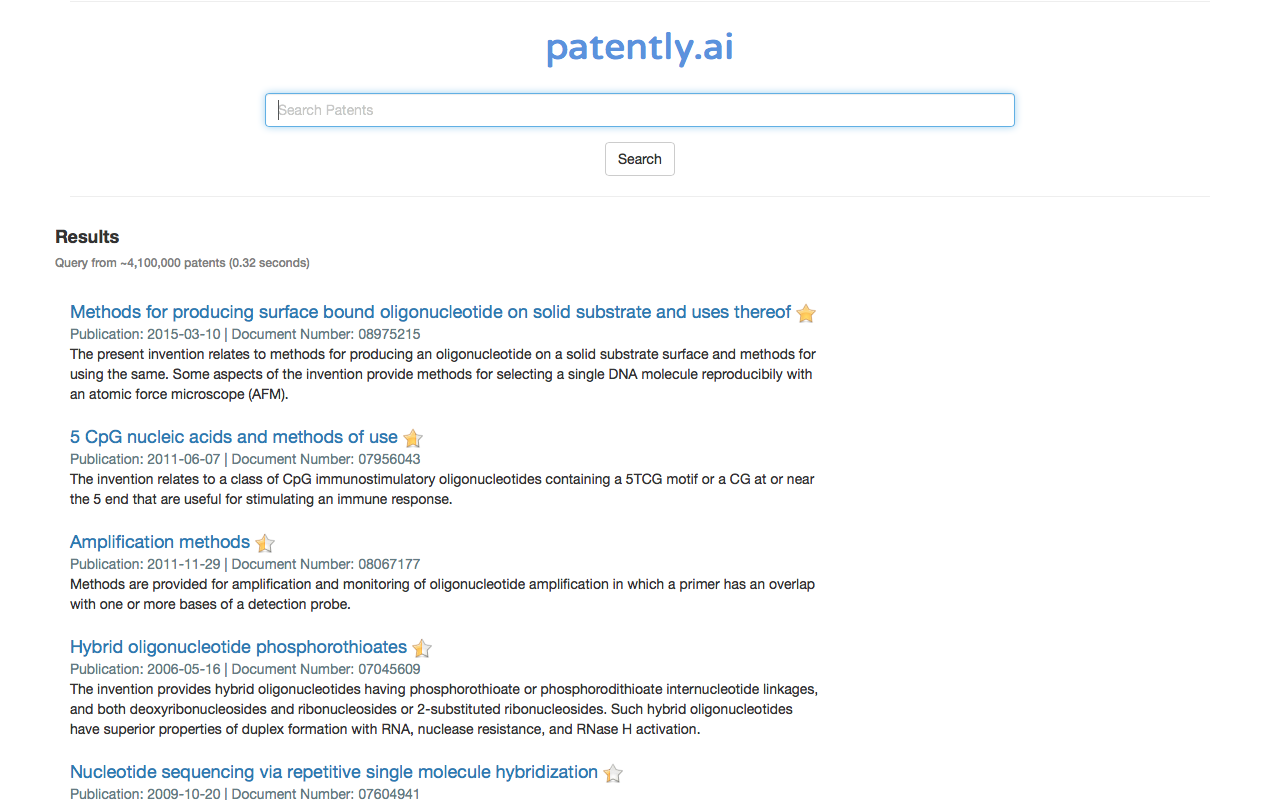 patently.ai
Search Patents
Search
Results
Query from ~4,100,000 patents (0.32 seconds)
Methods for producing surface bound oligonucleotide on solid substrate and uses thereof
Publication: 2015-03-10 | Document Number: 08975215
The present invention relates to methods for producing an oligonucleotide on a solid substrate surface and methods for
using the same. Some aspects of the invention provide methods for selecting a single DNA molecule reproducibily with
an atomic force microscope (AFM).
5 CpG nucleic acids and methods of use
Publication: 2011-06-07 | Document Number: 07956043
The invention relates to a class of CpG immunostimulatory oligonucleotides containing a 5TCG motif or a CG at or near
the 5 end that are useful for stimulating an immune response.
Amplification methods
Publication: 2011-11-29 | Document Number: 08067177
Methods are provided for amplification and monitoring of oligonucleotide amplification in which a primer has an overlap
with one or more bases of a detection probe.
Hybrid oligonucleotide phosphorothioates
Publication: 2006-05-16 | Document Number: 07045609
The invention provides hybrid oligonucleotides having phosphorothioate or phosphorodithioate internucleotide linkages,
and both deoxyribonucleosides and ribonucleosides or 2-substituted ribonucleosides. Such hybrid oligonucleotides
have superior properties of duplex formation with RNA, nuclease resistance, and RNase H activation.
Nucleotide sequencing via repetitive single molecule hybridization
Publication: 2009-10-20 | Document Number: 07604941